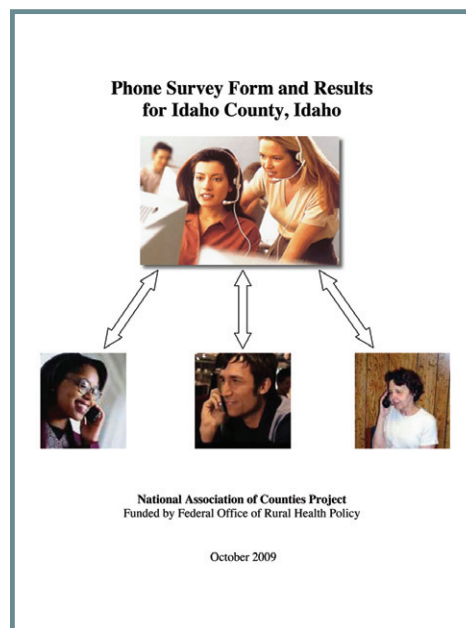 Phone Survey Form and Results
for Idaho County, Idaho
National Association of Counties Project
Funded by Federal Office of Rural Health Policy
October 2009